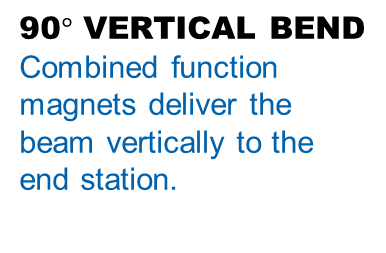 90° VERTICAL BEND
Combined function
magnets deliver the
beam vertically to the
end station.